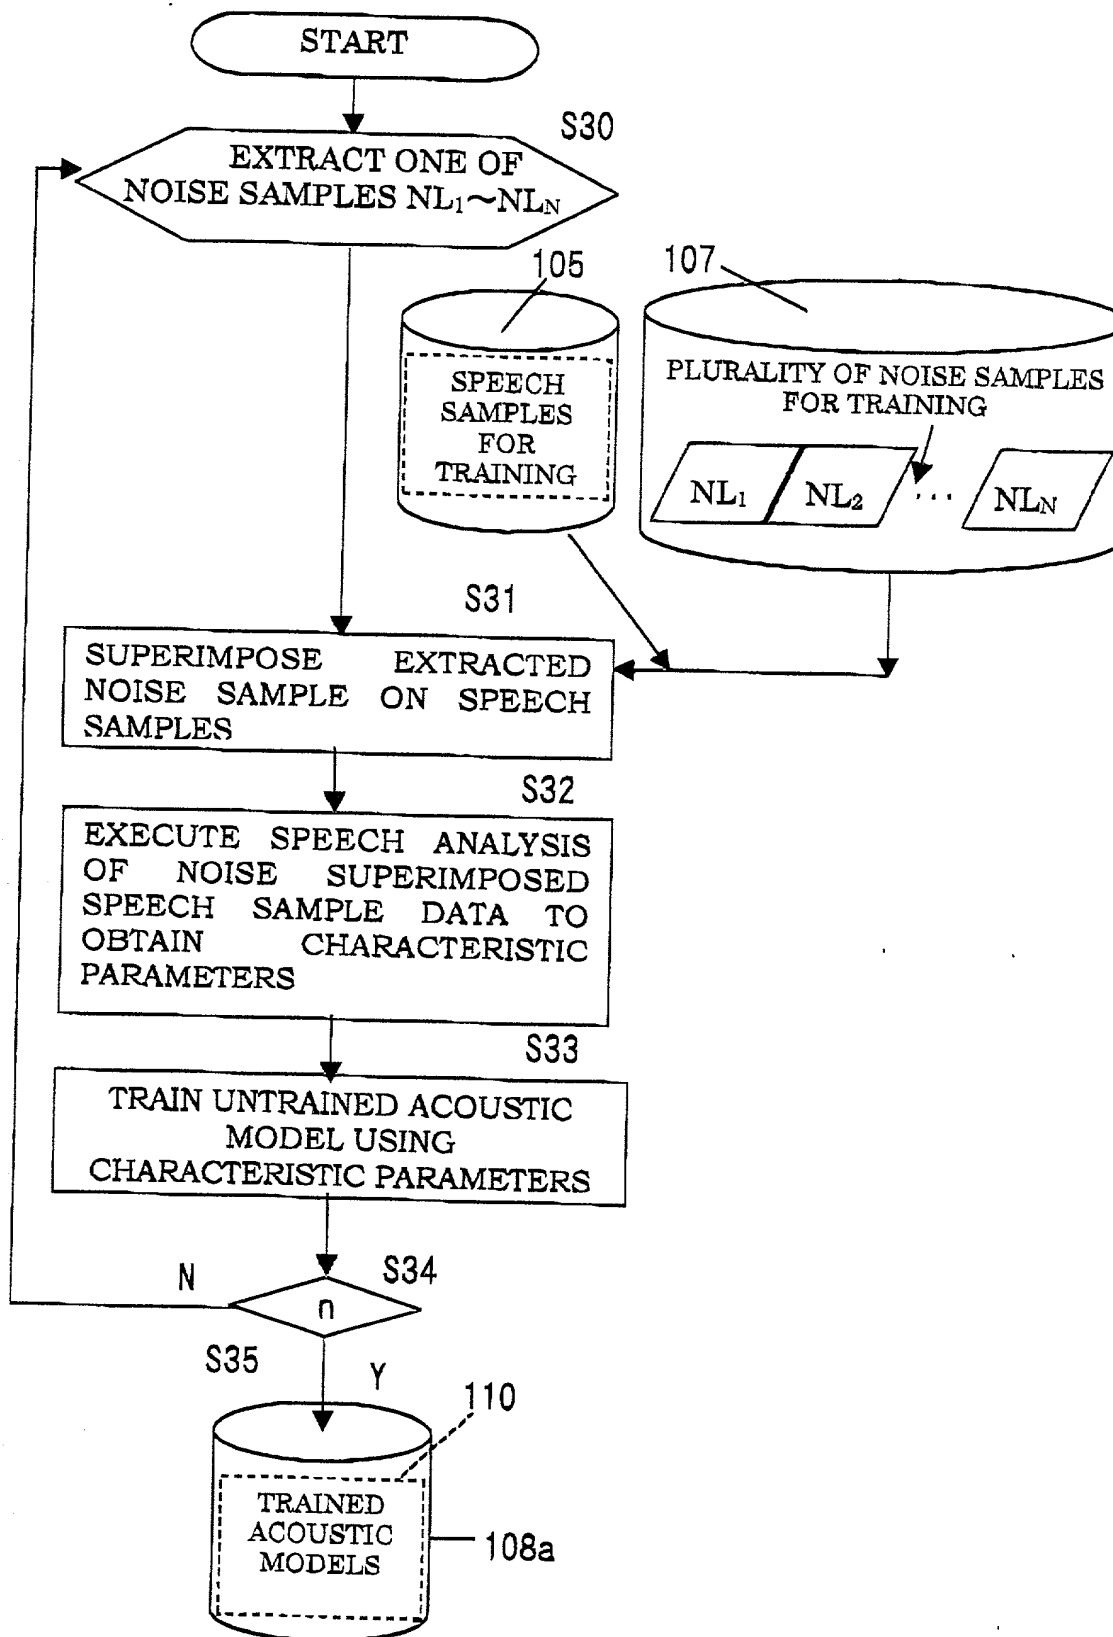 START
S30
EXTRACT ONE OF
NOISE SAMPLES NL₁~NL_N
105
107
SPEECH
SAMPLES
FOR
TRAINING
PLURALITY OF NOISE SAMPLES
FOR TRAINING
NL₁ NL₂ ... NL_N
S31
SUPERIMPOSE EXTRACTED
NOISE SAMPLE ON SPEECH
SAMPLES
S32
EXECUTE SPEECH ANALYSIS
OF NOISE SUPERIMPOSED
SPEECH SAMPLE DATA TO
OBTAIN CHARACTERISTIC
PARAMETERS
S33
TRAIN UNTRAINED ACOUSTIC
MODEL USING
CHARACTERISTIC PARAMETERS
N
S34
n
S35
Y
110
TRAINED
ACOUSTIC
MODELS
108a